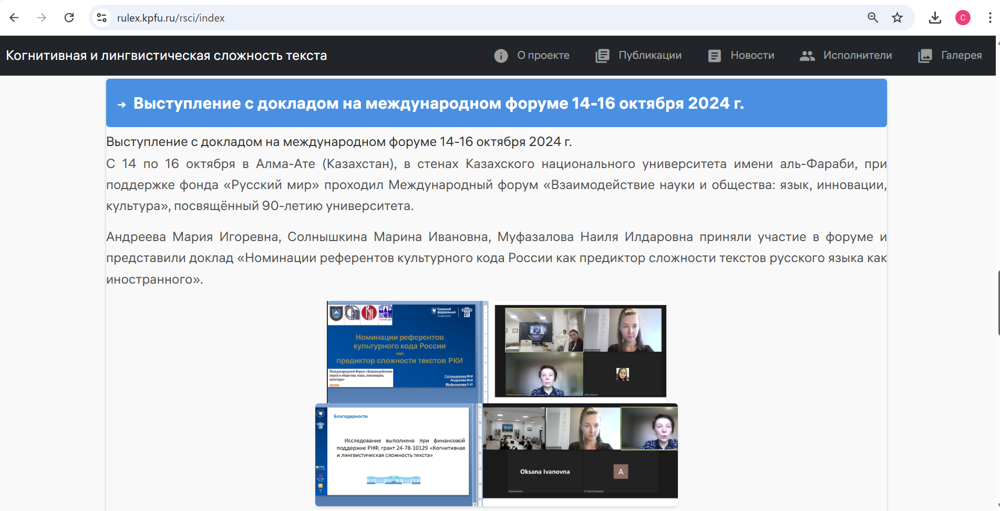 rulex.kpfu.ru/rsci/index
C
Когнитивная и лингвистическая сложность текста
О проекте
Публикации
Новости
Исполнители
Галерея
→ Выступление с докладом на международном форуме 14-16 октября 2024 г.
Выступление с докладом на международном форуме 14-16 октября 2024 г.
С 14 по 16 октября в Алма-Ате (Казахстан), в стенах Казахского национального университета имени аль-Фараби, при
поддержке фонда «Русский мир» проходил Международный форум «Взаимодействие науки и общества: язык, инновации,
культура», посвящённый 90-летию университета.
Андреева Мария Игоревна, Солнышкина Марина Ивановна, Муфазалова Наиля Илдаровна приняли участие в форуме и
представили доклад «Номинации референтов культурного кода России как предиктор сложности текстов русского языка как
иностранного».
Казанский
федеральный
УНИВЕРСИТЕТ
Номинации референтов
культурного кода России
как
предиктор сложности текстов РКИ
Международный Форум «Взаимодействие
науки и общества: язык, инновации,
культура»
Солнышкина М.И.
Андреева М.И.
Муфазалова Н.И.
Благодарности
Исследование выполнено при финансовой
поддержке РНФ, грант 24-78-10129 «Когнитивная
и лингвистическая сложность текста»
Oksana Ivanovna
A